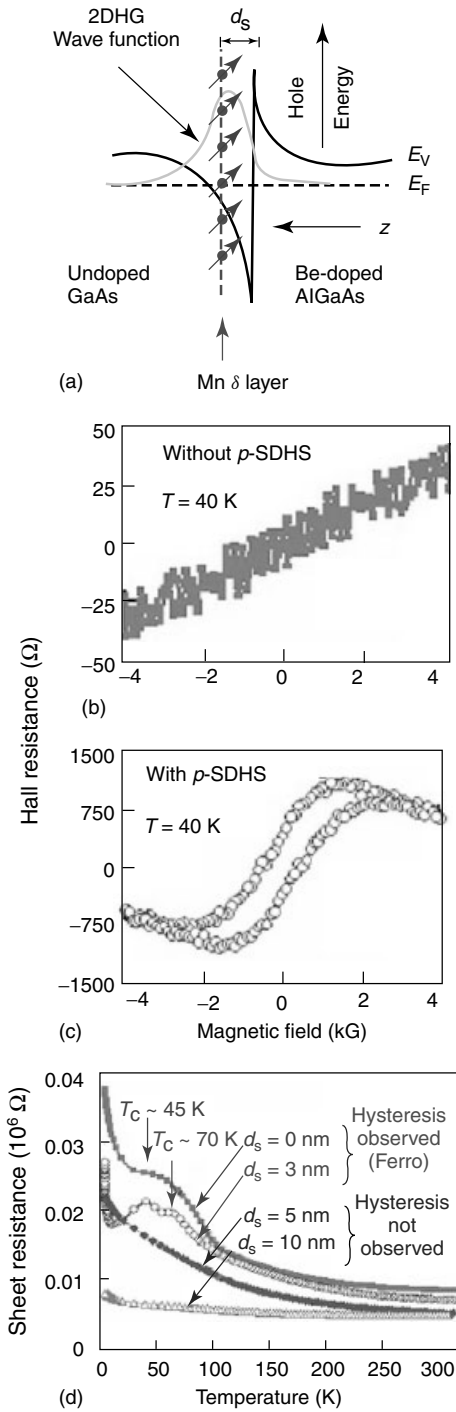 2DHG
Wave function
d_s
Hole
Energy
E_V
E_F
z
Undoped
GaAs
Be-doped
AlGaAs
(a)
Mn δ layer
50
25
0
−25
−50
Without p-SDHS
T = 40 K
−4
−2
0
2
4
(b)
Hall resistance (Ω)
1500
750
0
−750
−1500
With p-SDHS
T = 40 K
−4
−2
0
2
4
(c)
Magnetic field (kG)
Sheet resistance (10^6 Ω)
0.04
0.03
0.02
0.01
0
T_C ~ 45 K
T_C ~ 70 K
d_s = 0 nm
d_s = 3 nm
Hysteresis
observed
(Ferro)
d_s = 5 nm
d_s = 10 nm
Hysteresis
not
observed
0
50
100
150
200
250
300
(d)
Temperature (K)